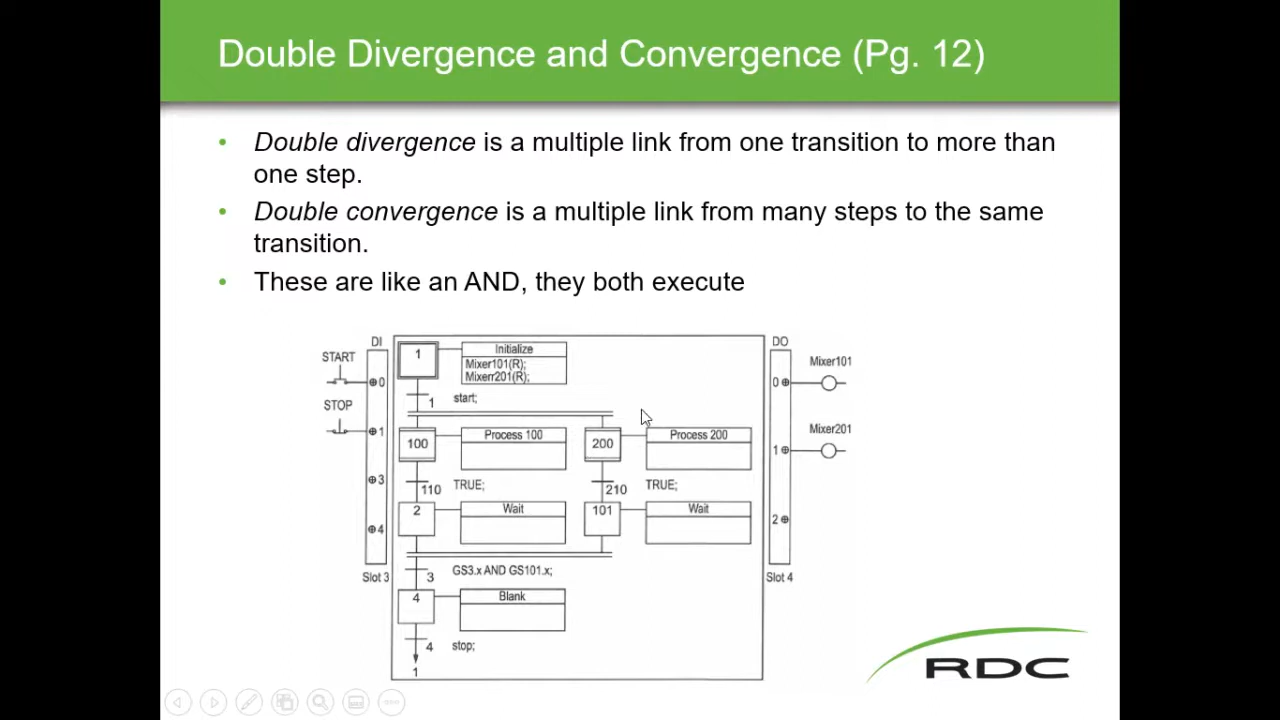 Double Divergence and Convergence (Pg. 12)
• Double divergence is a multiple link from one transition to more than
one step.
• Double convergence is a multiple link from many steps to the same
transition.
• These are like an AND, they both execute
DI
START
0
STOP
1
3
4
Slot 3
1
Initialize
Mixer101(R);
Mixerr201(R);
1 start;
100
Process 100
200
Process 200
110 TRUE;
210 TRUE;
2
Wait
101
Wait
3 GS3.x AND GS101.x;
4
Blank
4 stop;
1
DO
Mixer101
0
Mixer201
1
2
Slot 4
RDC